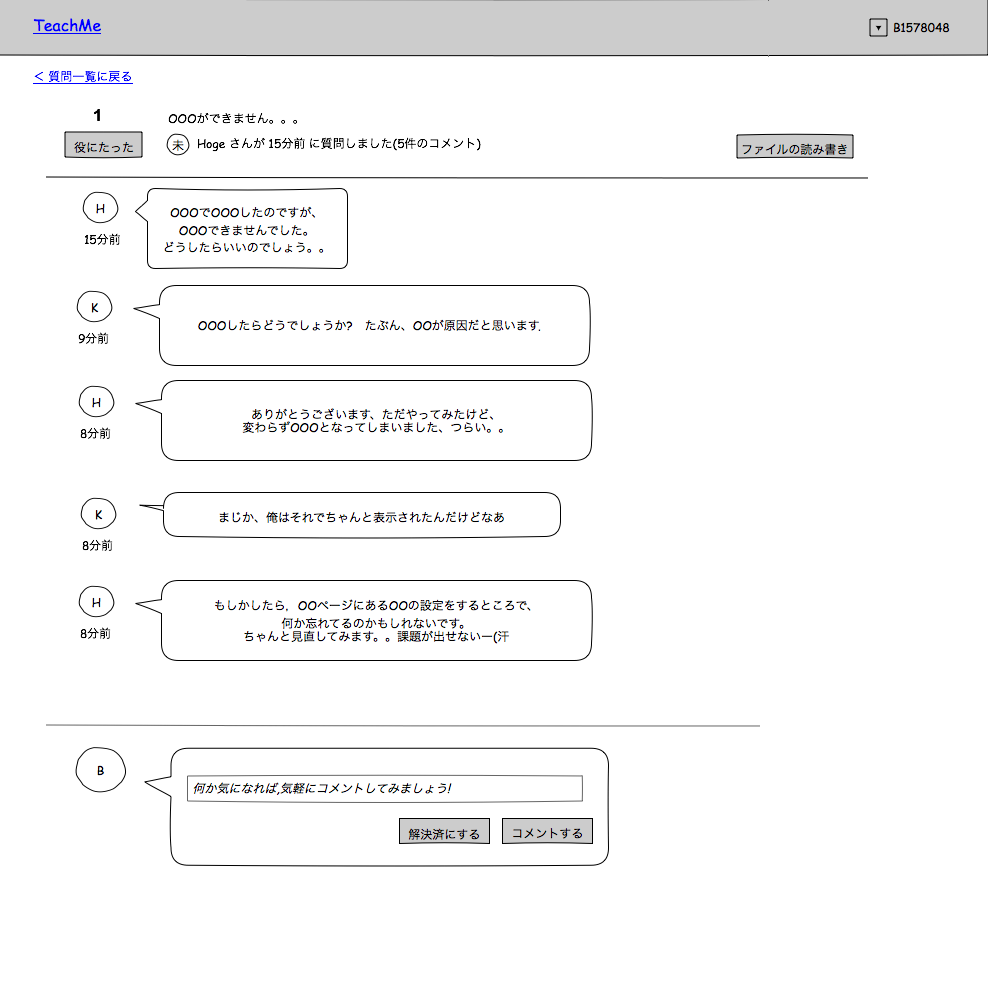 TeachMe
▼ B1578048
< 質問一覧に戻る
1
OOOができません。。。
役にたった
未 Hoge さんが 15分前 に質問しました(5件のコメント)
ファイルの読み書き
H
15分前
OOOでOOOしたのですが、
OOOできませんでした。
どうしたらいいのでしょう。。
K
9分前
OOOしたらどうでしょうか?　たぶん、OOが原因だと思います.
H
8分前
ありがとうございます、ただやってみたけど、
変わらずOOOとなってしまいました、つらい。。
K
8分前
まじか、俺はそれでちゃんと表示されたんだけどなあ
H
8分前
もしかしたら，OOページにあるOOの設定をするところで、
何か忘れてるのかもしれないです。
ちゃんと見直してみます。。課題が出せないー(汗
B
何か気になれば,気軽にコメントしてみましょう!
解決済にする
コメントする